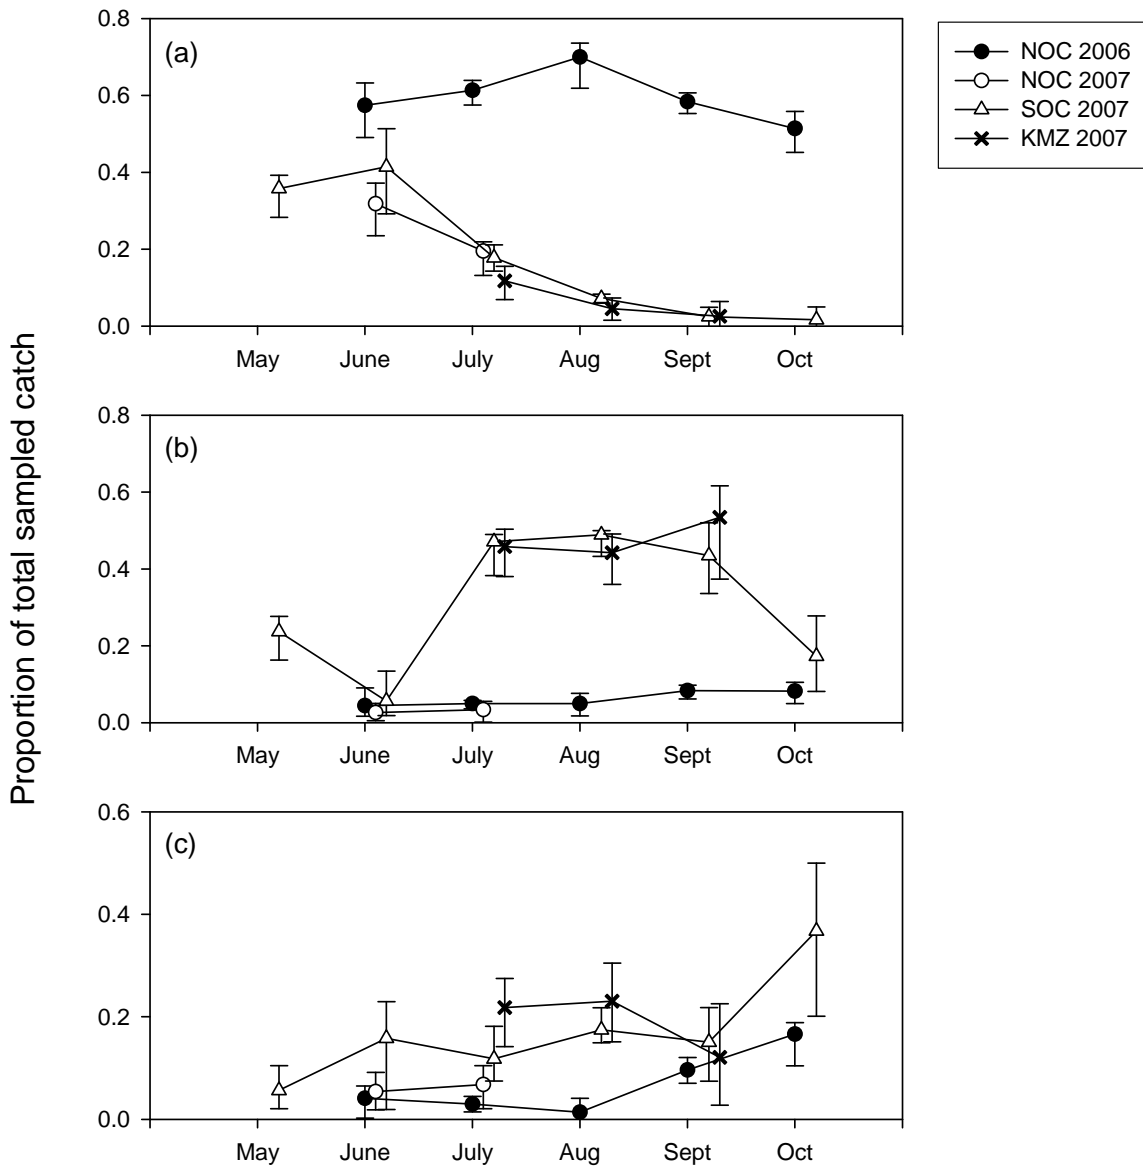 Proportion of total sampled catch
0.8
(a)
0.6
0.4
0.2
0.0
May June July Aug Sept Oct
NOC 2006
NOC 2007
SOC 2007
KMZ 2007
0.8
(b)
0.6
0.4
0.2
0.0
May June July Aug Sept Oct
0.6
(c)
0.4
0.2
0.0
May June July Aug Sept Oct